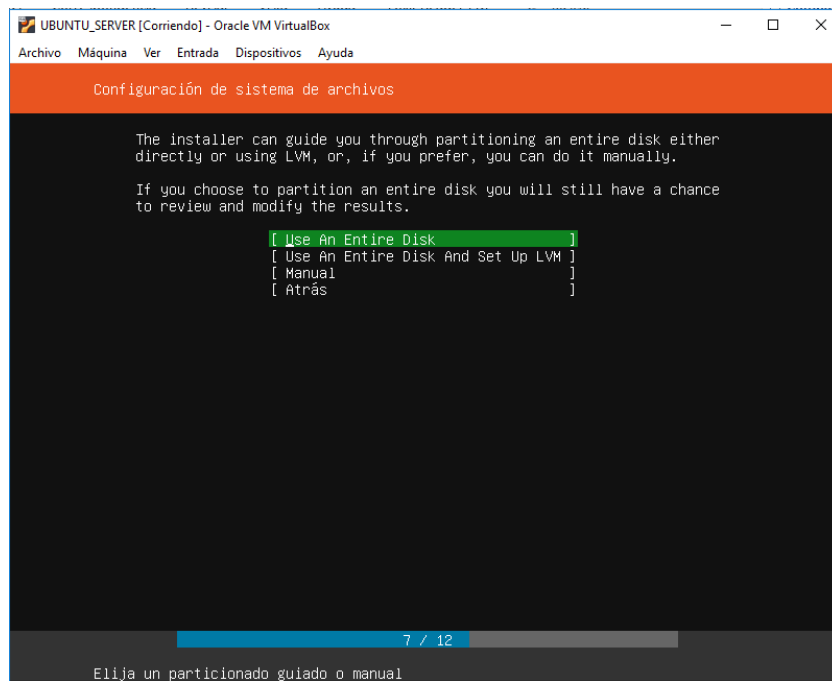 UBUNTU_SERVER [Corriendo] - Oracle VM VirtualBox
Archivo Máquina Ver Entrada Dispositivos Ayuda
Configuración de sistema de archivos
The installer can guide you through partitioning an entire disk either
directly or using LVM, or, if you prefer, you can do it manually.
If you choose to partition an entire disk you will still have a chance
to review and modify the results.
[ Use An Entire Disk ]
[ Use An Entire Disk And Set Up LVM ]
[ Manual ]
[ Atrás ]
7 / 12
Elija un particionado guiado o manual